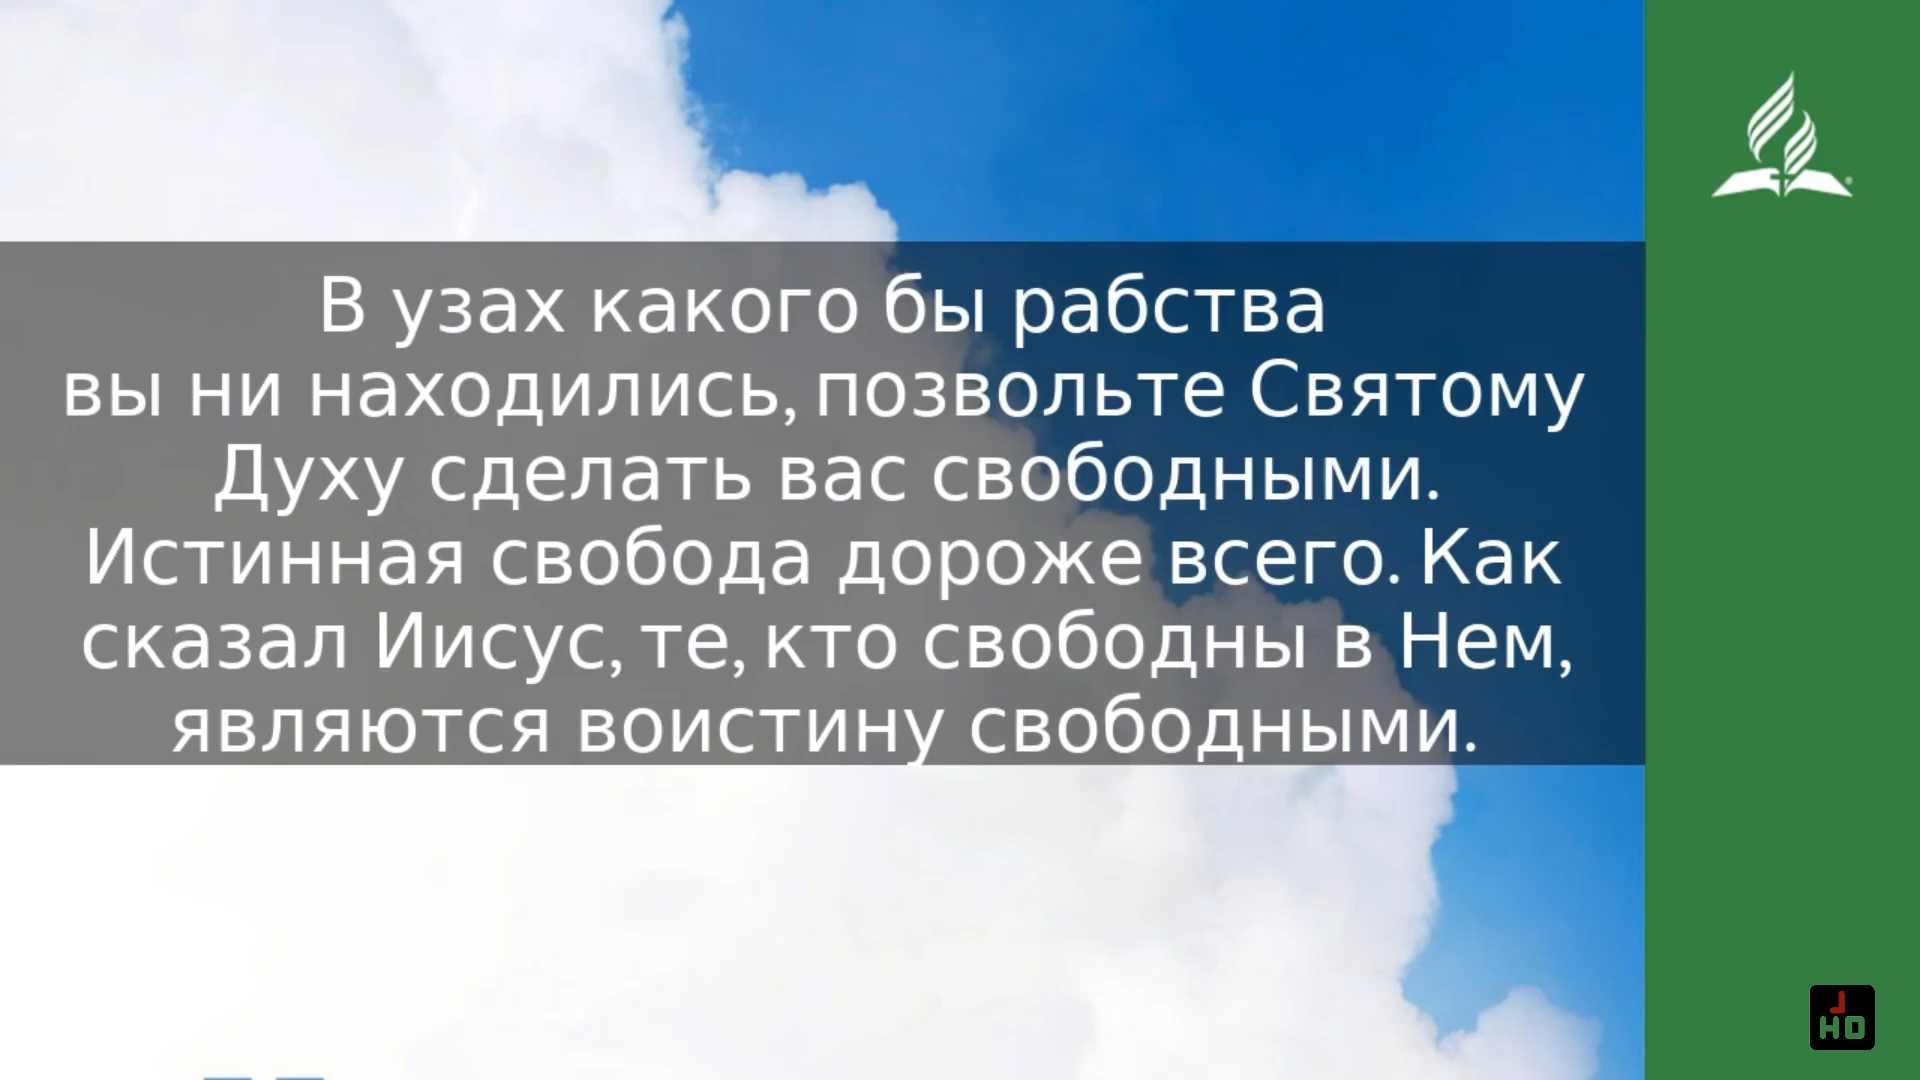 В узах какого бы рабства
вы ни находились, позвольте Святому
Духу сделать вас свободными.
Истинная свобода дороже всего. Как
сказал Иисус, те, кто свободны в Нем,
являются воистину свободными.
J
HO